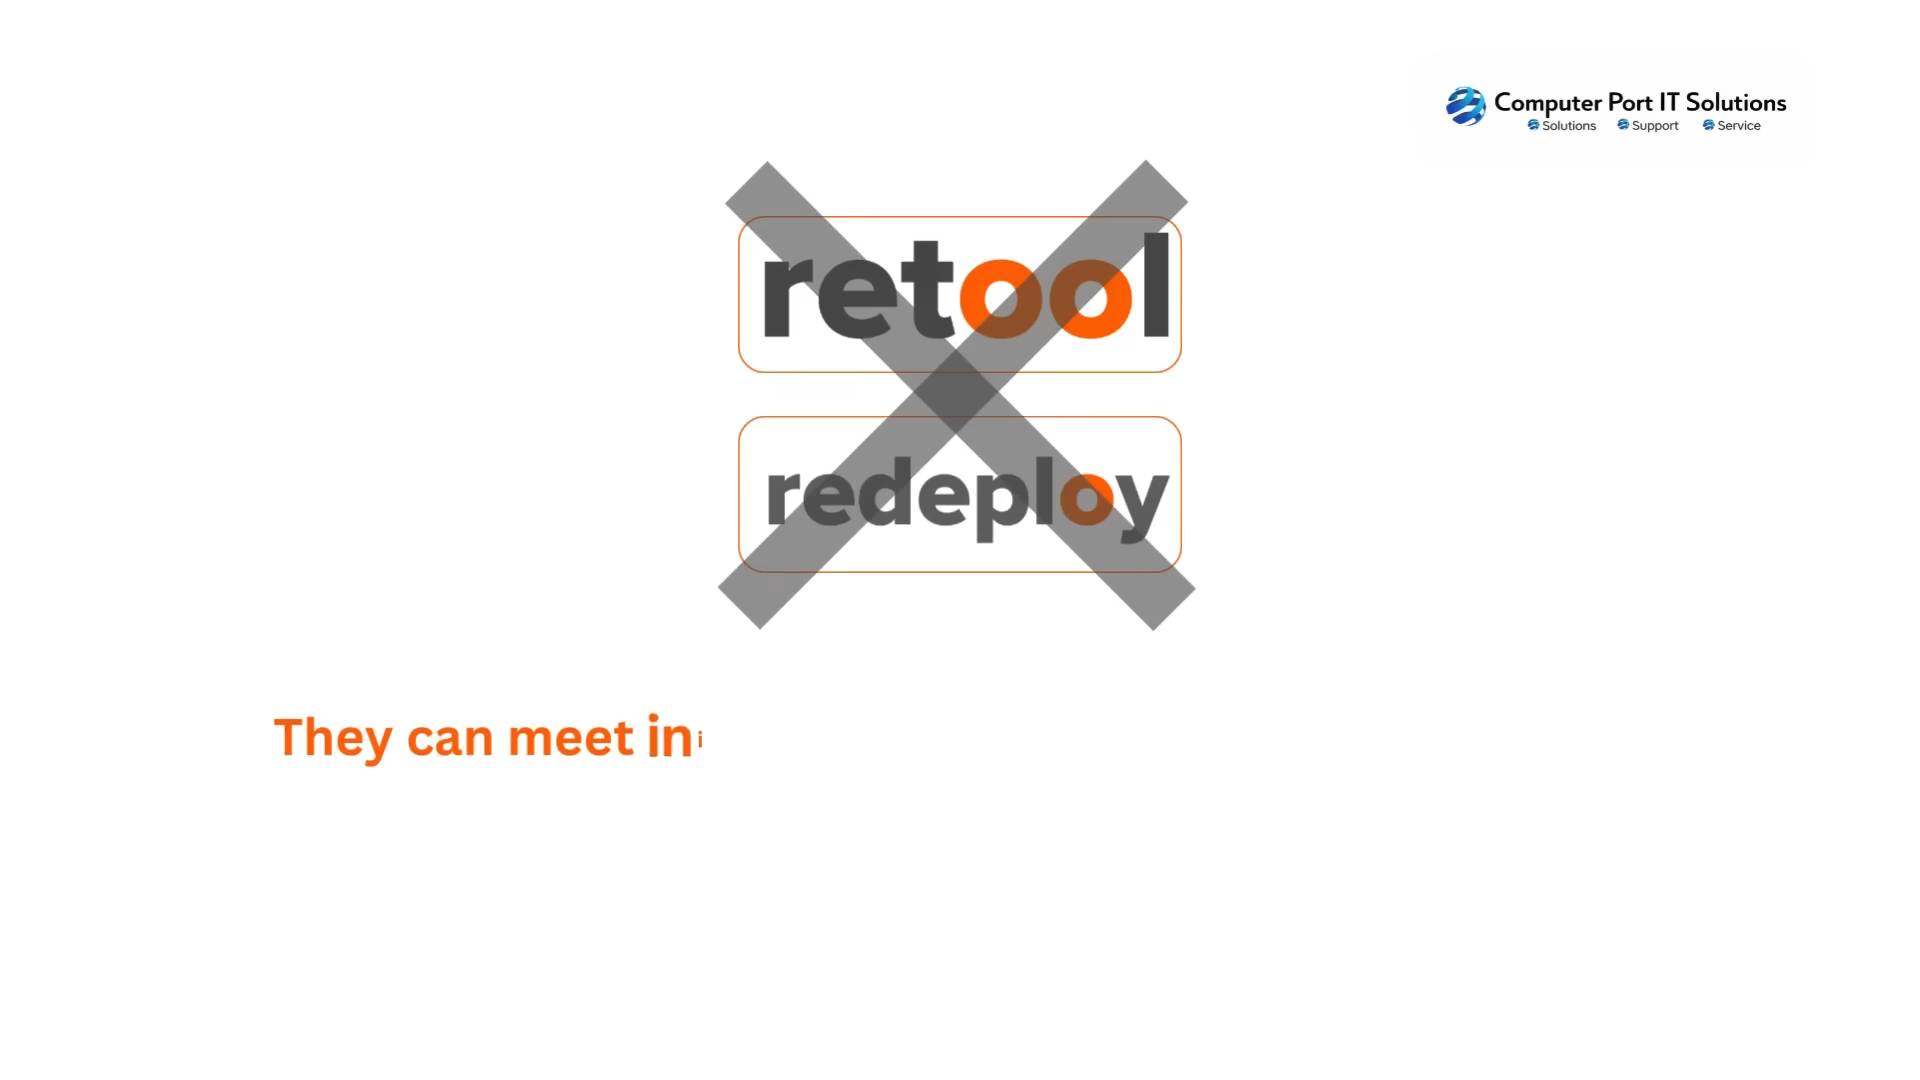 Computer Port IT Solutions
Solutions Support Service
retool
redeploy
They can meet in i